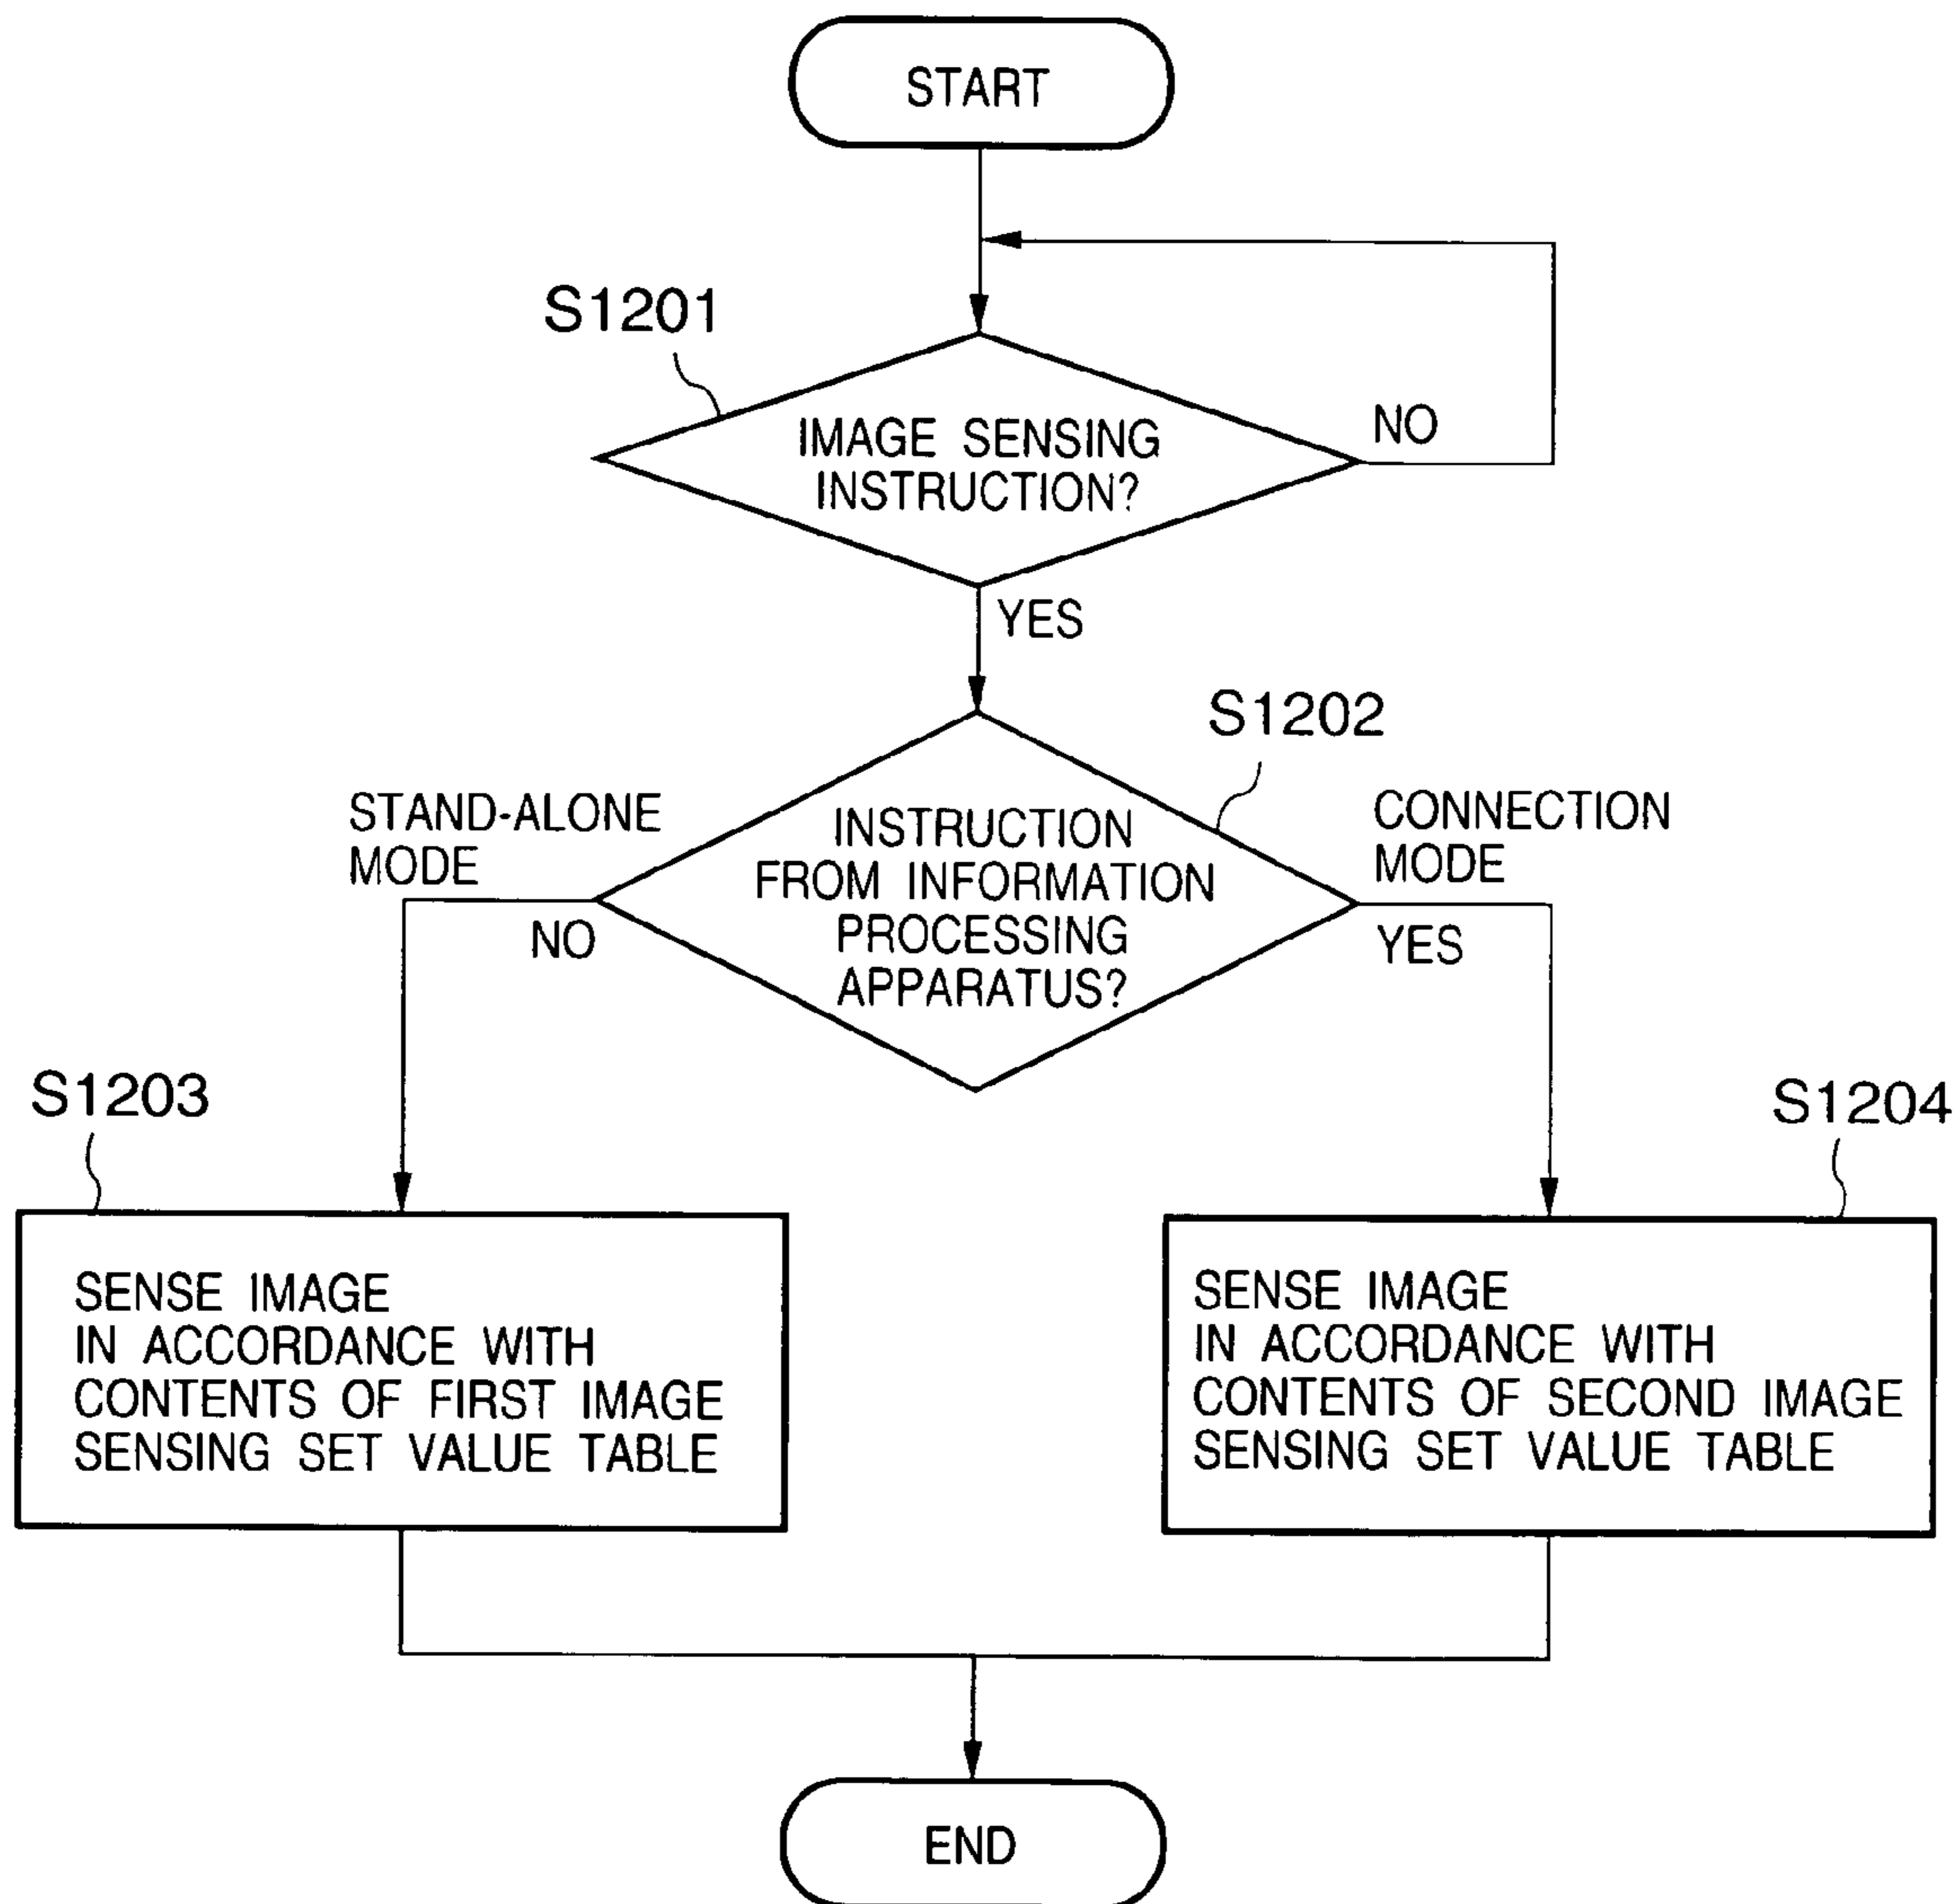 START
S1201
IMAGE SENSING
INSTRUCTION?
NO
YES
S1202
STAND-ALONE
MODE
NO
INSTRUCTION
FROM INFORMATION
PROCESSING
APPARATUS?
CONNECTION
MODE
YES
S1203
SENSE IMAGE
IN ACCORDANCE WITH
CONTENTS OF FIRST IMAGE
SENSING SET VALUE TABLE
S1204
SENSE IMAGE
IN ACCORDANCE WITH
CONTENTS OF SECOND IMAGE
SENSING SET VALUE TABLE
END